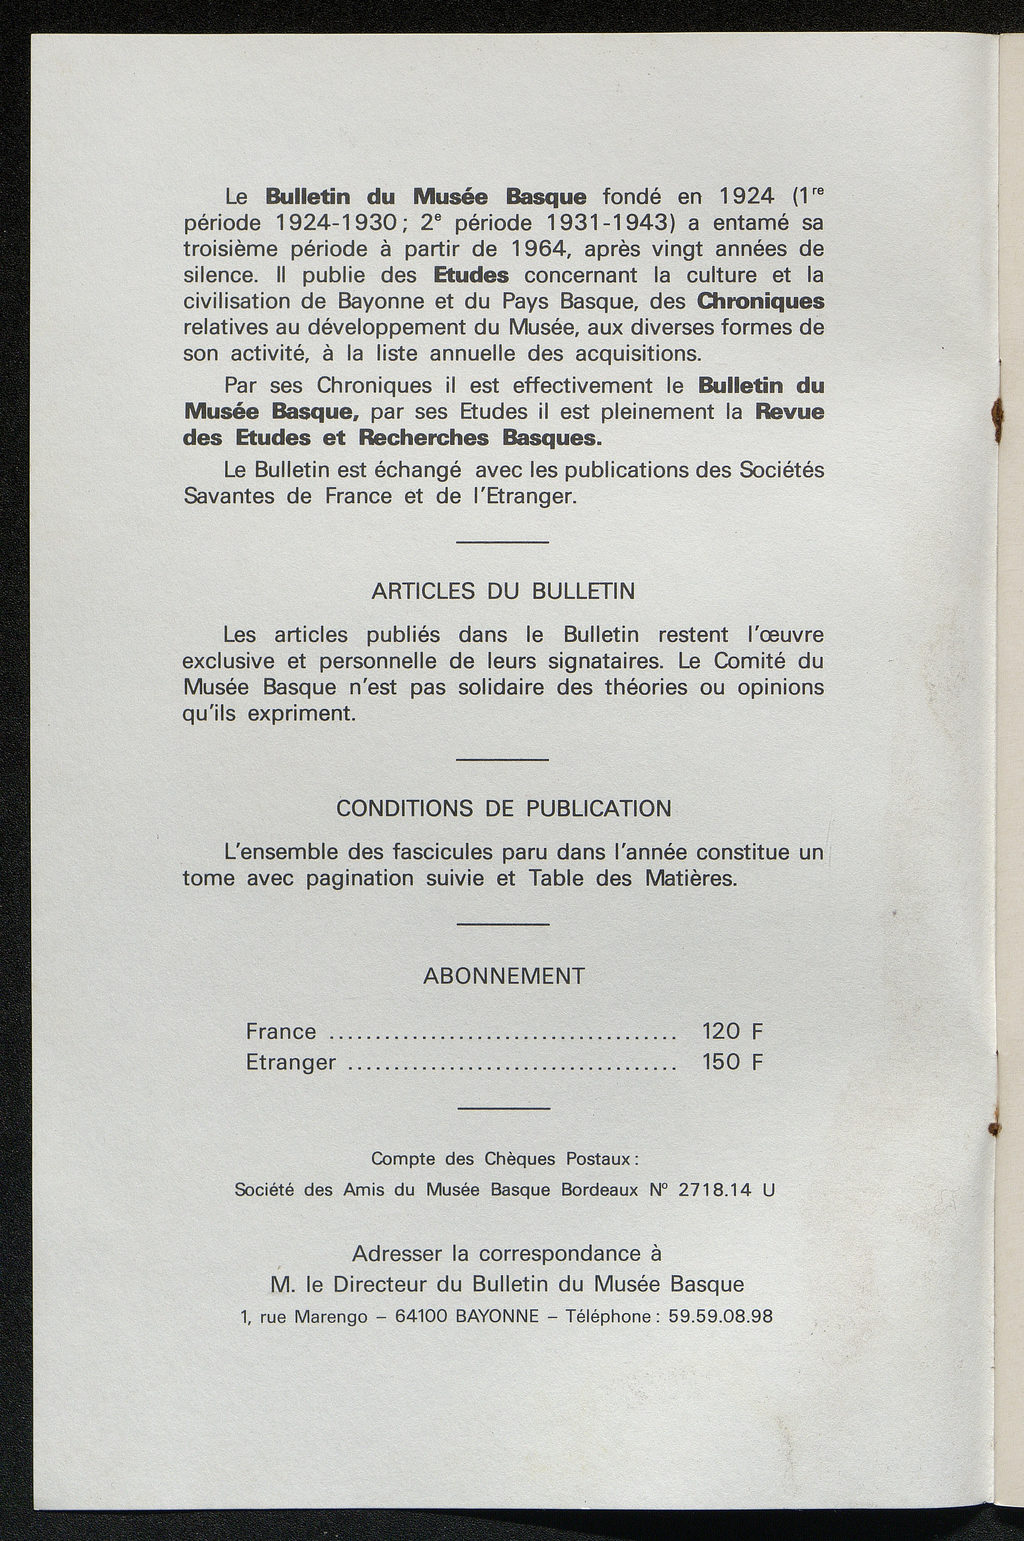 Le Bulletin du Musée Basque fondé en 1924 (1re
période 1924-1930 ; 2e période 1931-1943) a entamé sa
troisième période à partir de 1964, après vingt années de
silence. Il publie des Etudes concernant la culture et la
civilisation de Bayonne et du Pays Basque, des Chroniques
relatives au développement du Musée, aux diverses formes de
son activité, à la liste annuelle des acquisitions.
Par ses Chroniques il est effectivement le Bulletin du
Musée Basque, par ses Etudes il est pleinement la Revue
des Etudes et Recherches Basques.
Le Bulletin est échangé avec les publications des Sociétés
Savantes de France et de l'Etranger.
ARTICLES DU BULLETIN
Les articles publiés dans le Bulletin restent l'œuvre
exclusive et personnelle de leurs signataires. Le Comité du
Musée Basque n'est pas solidaire des théories ou opinions
qu'ils expriment.
CONDITIONS DE PUBLICATION
L'ensemble des fascicules paru dans l'année constitue un
tome avec pagination suivie et Table des Matières.
ABONNEMENT
France ...................................... 120 F
Etranger .................................... 150 F
Compte des Chèques Postaux :
Société des Amis du Musée Basque Bordeaux N° 2718.14 U
Adresser la correspondance à
M. le Directeur du Bulletin du Musée Basque
1, rue Marengo – 64100 BAYONNE – Téléphone : 59.59.08.98